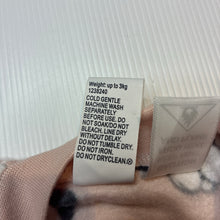 Weight: up to 3kg
1238240
COLD GENTLE
MACHINE WASH
SEPARATELY
BEFORE USE. DO
NOT SOAK/DO NOT
BLEACH. LINE DRY
WITHOUT DELAY.
DO NOT TUMBLE DRY.
DO NOT IRON.
DO NOT DRYCLEAN.